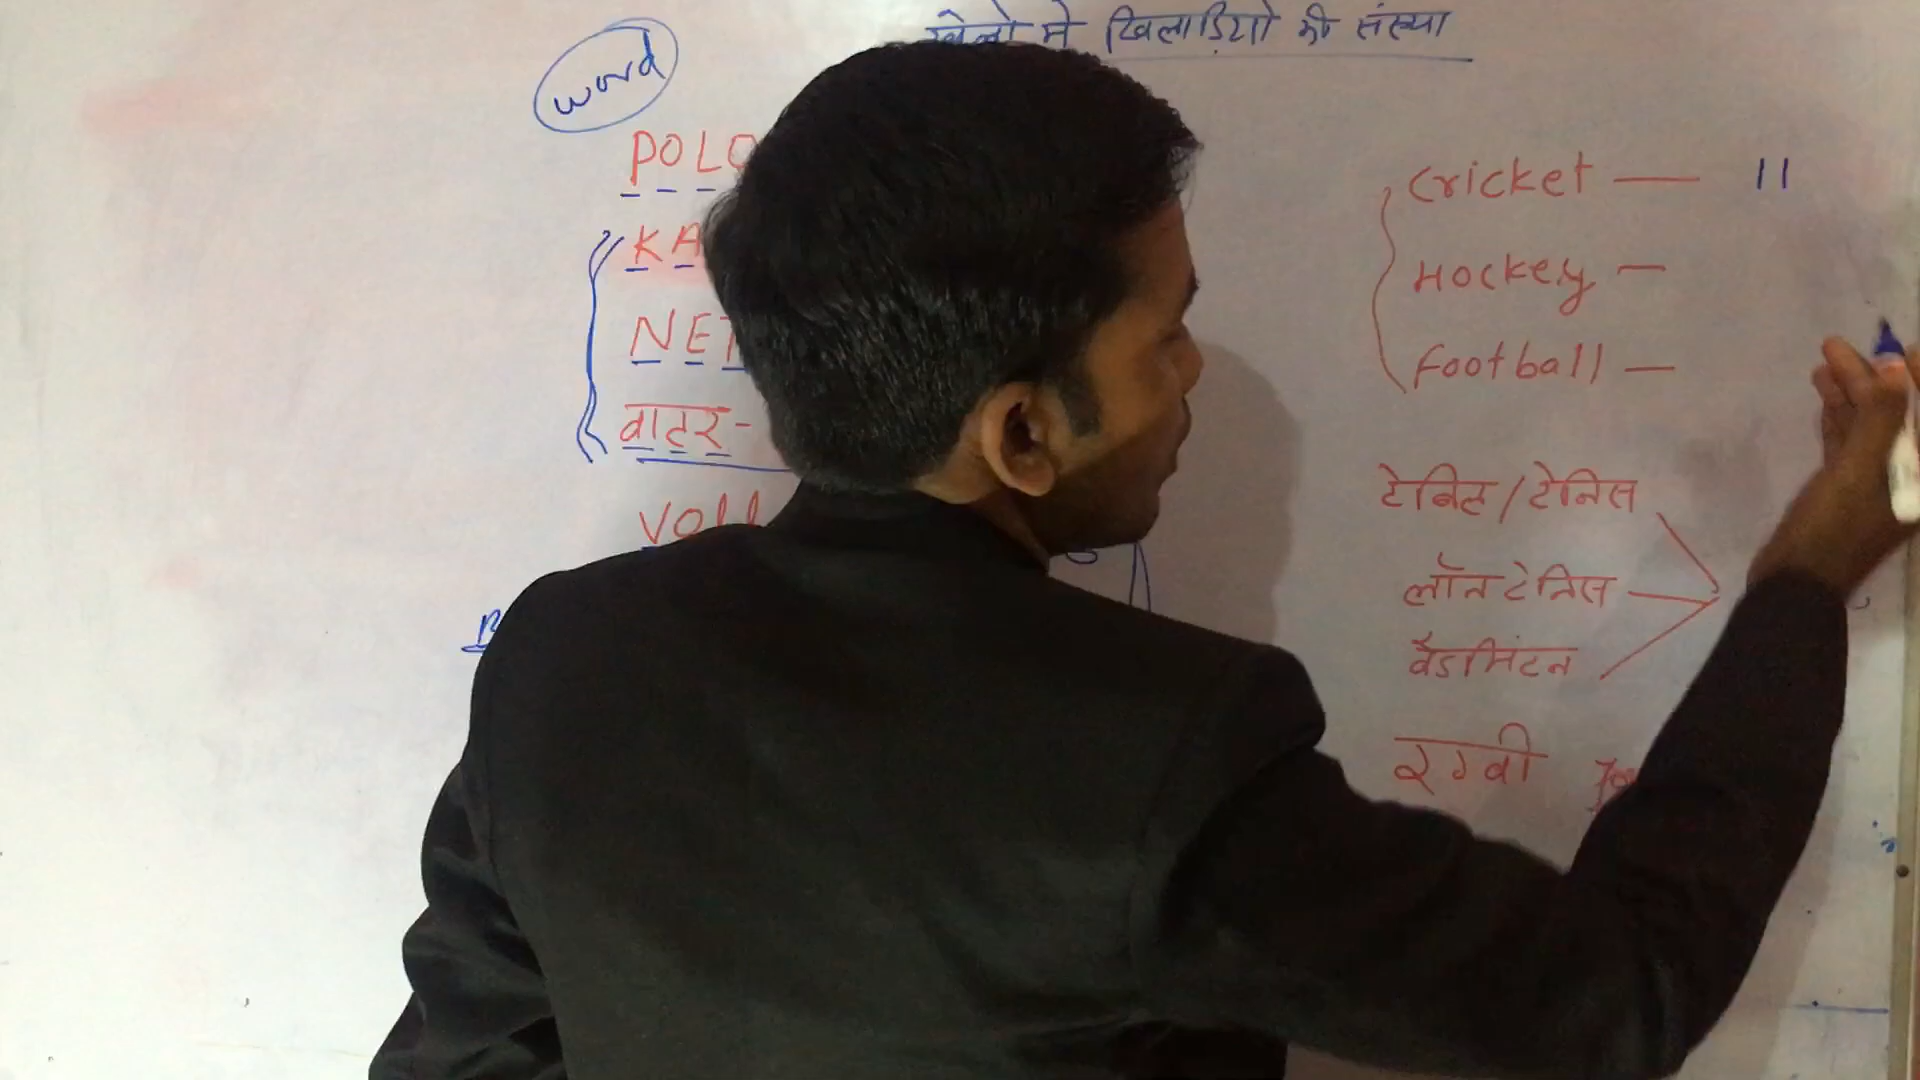 खेलो मे खिलाडियो की संख्या
word
POLO
KA
NET
वाटर-
VOLL
Cricket — 11
Hockey —
Football —
टेबिल/टेनिस
लॉन टेनिस
बैडमिंटन
रग्वी